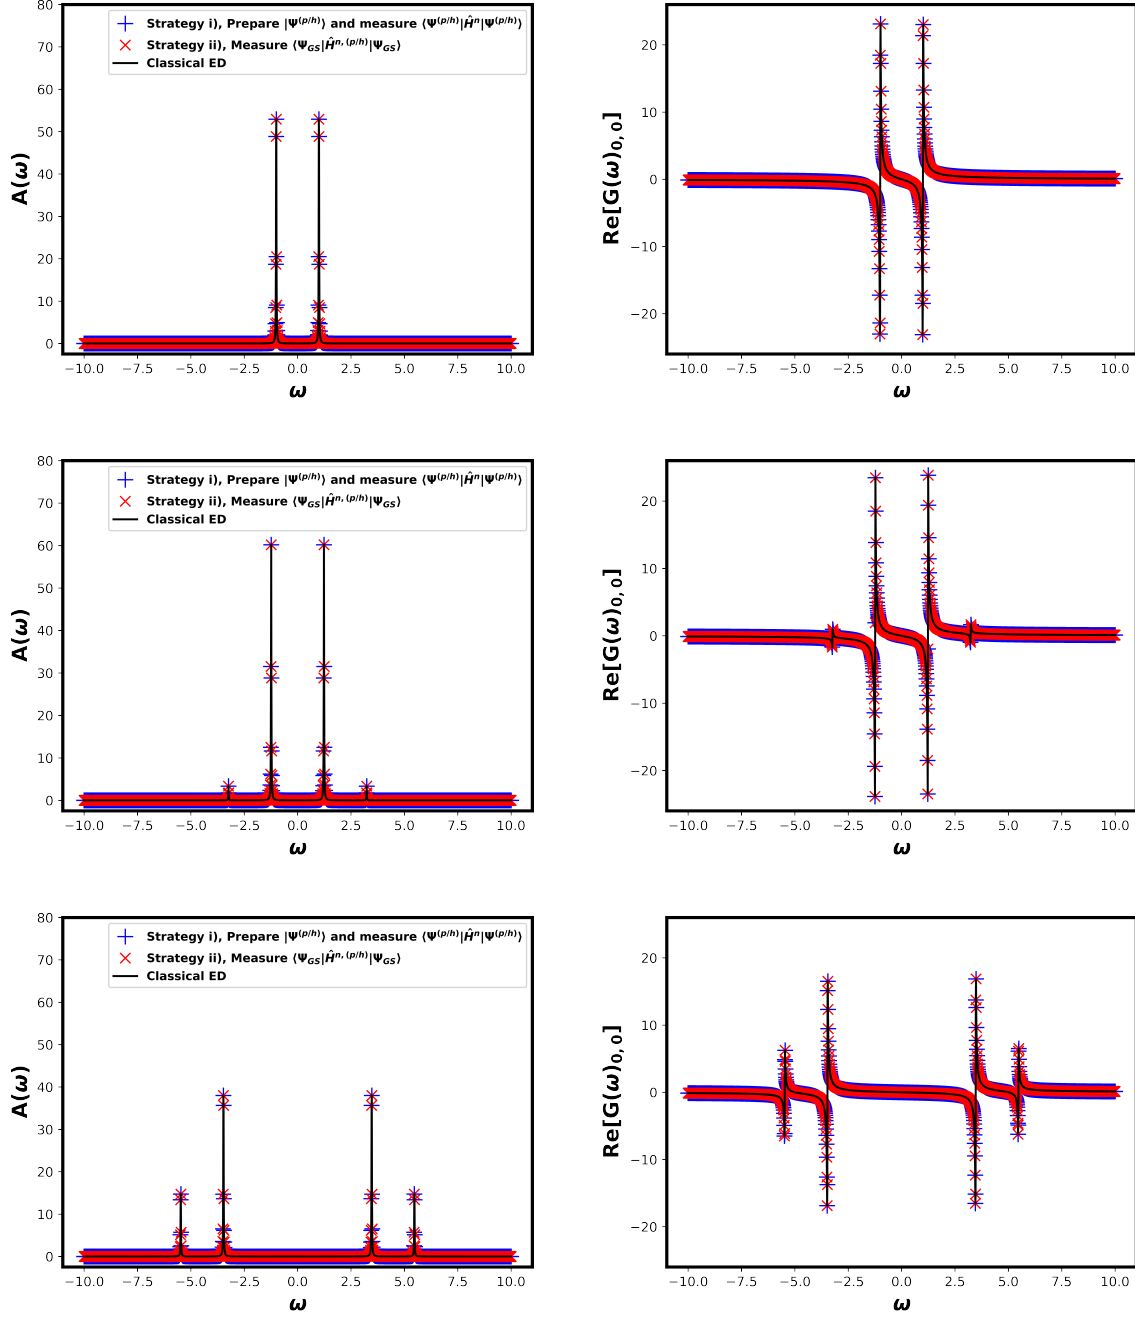 80
70
60
50
40
30
20
10
0
A(ω)
Strategy i), Prepare |Ψ^(p/h)⟩ and measure ⟨Ψ^(p/h)|Ĥ^n|Ψ^(p/h)⟩
Strategy ii), Measure ⟨Ψ_GS|Ĥ^n,(p/h)|Ψ_GS⟩
Classical ED
−10.0 −7.5 −5.0 −2.5 0.0 2.5 5.0 7.5 10.0
ω
20
10
0
−10
−20
Re[G(ω)_0,0]
−10.0 −7.5 −5.0 −2.5 0.0 2.5 5.0 7.5 10.0
ω
80
70
60
50
40
30
20
10
0
A(ω)
Strategy i), Prepare |Ψ^(p/h)⟩ and measure ⟨Ψ^(p/h)|Ĥ^n|Ψ^(p/h)⟩
Strategy ii), Measure ⟨Ψ_GS|Ĥ^n,(p/h)|Ψ_GS⟩
Classical ED
−10.0 −7.5 −5.0 −2.5 0.0 2.5 5.0 7.5 10.0
ω
20
10
0
−10
−20
Re[G(ω)_0,0]
−10.0 −7.5 −5.0 −2.5 0.0 2.5 5.0 7.5 10.0
ω
80
70
60
50
40
30
20
10
0
A(ω)
Strategy i), Prepare |Ψ^(p/h)⟩ and measure ⟨Ψ^(p/h)|Ĥ^n|Ψ^(p/h)⟩
Strategy ii), Measure ⟨Ψ_GS|Ĥ^n,(p/h)|Ψ_GS⟩
Classical ED
−10.0 −7.5 −5.0 −2.5 0.0 2.5 5.0 7.5 10.0
ω
20
10
0
−10
−20
Re[G(ω)_0,0]
−10.0 −7.5 −5.0 −2.5 0.0 2.5 5.0 7.5 10.0
ω